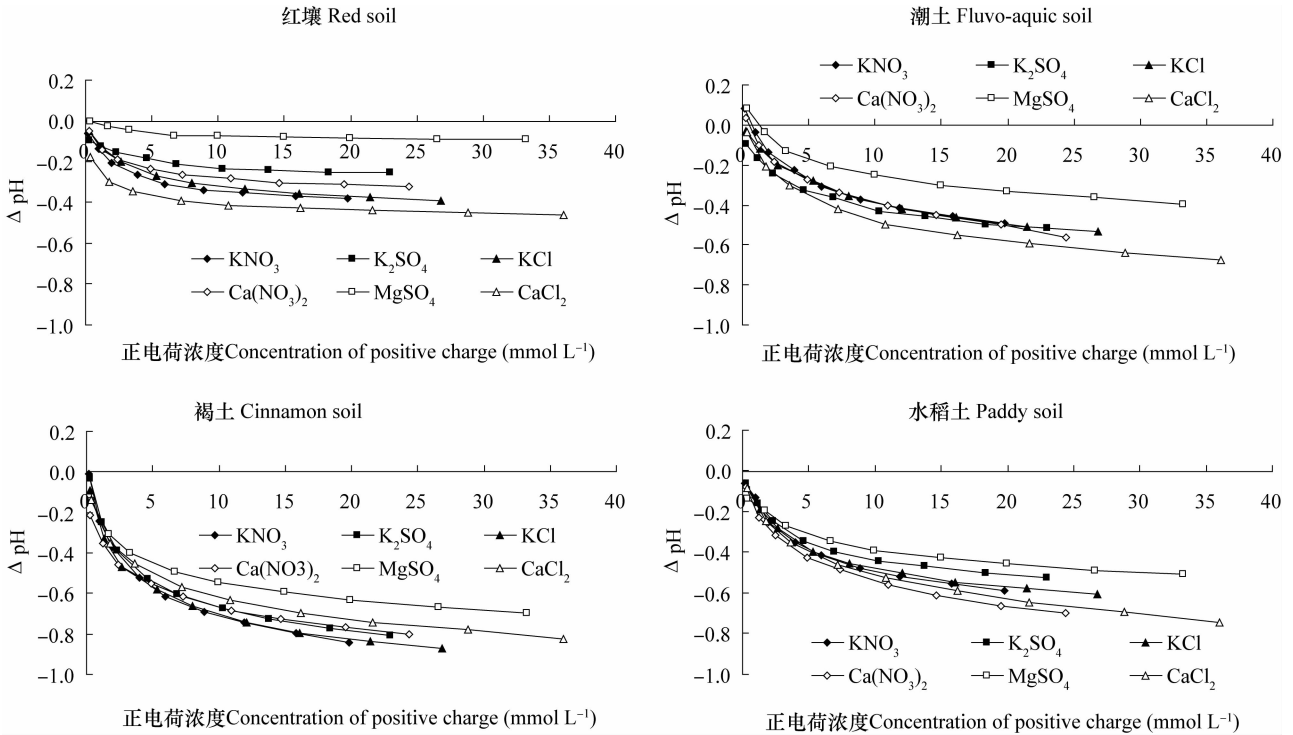 红壤 Red soil
0.2
0.0
−0.2
−0.4
−0.6
−0.8
−1.0
Δ pH
0 5 10 15 20 25 30 35 40
KNO₃ K₂SO₄ KCl
Ca(NO₃)₂ MgSO₄ CaCl₂
正电荷浓度Concentration of positive charge (mmol L⁻¹)
潮土 Fluvo-aquic soil
KNO₃ K₂SO₄ KCl
Ca(NO₃)₂ MgSO₄ CaCl₂
0.2
0.0
−0.2
−0.4
−0.6
−0.8
−1.0
Δ pH
0 5 10 15 20 25 30 35 40
正电荷浓度Concentration of positive charge (mmol L⁻¹)
褐土 Cinnamon soil
0.2
0.0
−0.2
−0.4
−0.6
−0.8
−1.0
Δ pH
0 5 10 15 20 25 30 35 40
KNO₃ K₂SO₄ KCl
Ca(NO3)₂ MgSO₄ CaCl₂
正电荷浓度Concentration of positive charge (mmol L⁻¹)
水稻土 Paddy soil
0.2
0.0
−0.2
−0.4
−0.6
−0.8
−1.0
Δ pH
0 5 10 15 20 25 30 35 40
KNO₃ K₂SO₄ KCl
Ca(NO₃)₂ MgSO₄ CaCl₂
正电荷浓度Concentration of positive charge (mmol L⁻¹)